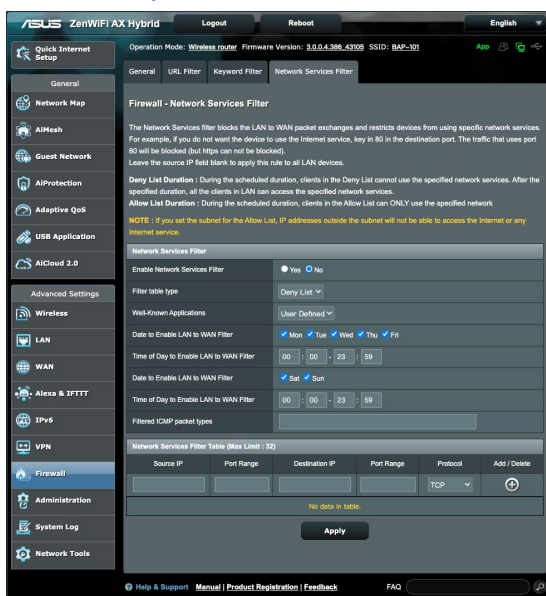 ASUS ZenWiFi AX Hybrid
Logout
Reboot
English
Quick Internet Setup
Operation Mode: Wireless router Firmware Version: 3.0.0.4.386_43105 SSID: BAP-101
App
General
URL Filter
Keyword Filter
Network Services Filter
General
Network Map
AiMesh
Guest Network
AiProtection
Adaptive QoS
USB Application
AiCloud 2.0
Advanced Settings
Wireless
LAN
WAN
Alexa & IFTTT
IPv6
VPN
Firewall
Administration
System Log
Network Tools
Firewall - Network Services Filter
The Network Services filter blocks the LAN to WAN packet exchanges and restricts devices from using specific network services.
For example, if you do not want the device to use the Internet service, key in 80 in the destination port. The traffic that uses port
80 will be blocked (but https can not be blocked).
Leave the source IP field blank to apply this rule to all LAN devices.
Deny List Duration : During the scheduled duration, clients in the Deny List cannot use the specified network services. After the
specified duration, all the clients in LAN can access the specified network services.
Allow List Duration : During the scheduled duration, clients in the Allow List can ONLY use the specified network
NOTE : If you set the subnet for the Allow List, IP addresses outside the subnet will not be able to access the Internet or any
Internet service.
Network Services Filter
Enable Network Services Filter
Yes No
Filter table type
Deny List
Well-Known Applications
User Defined
Date to Enable LAN to WAN Filter
Mon Tue Wed Thu Fri
Time of Day to Enable LAN to WAN Filter
00 : 00 - 23 : 59
Date to Enable LAN to WAN Filter
Sat Sun
Time of Day to Enable LAN to WAN Filter
00 : 00 - 23 : 59
Filtered ICMP packet types
Network Services Filter Table (Max Limit : 32)
Source IP
Port Range
Destination IP
Port Range
Protocol
Add / Delete
TCP
No data in table.
Apply
Help & Support Manual | Product Registration | Feedback
FAQ